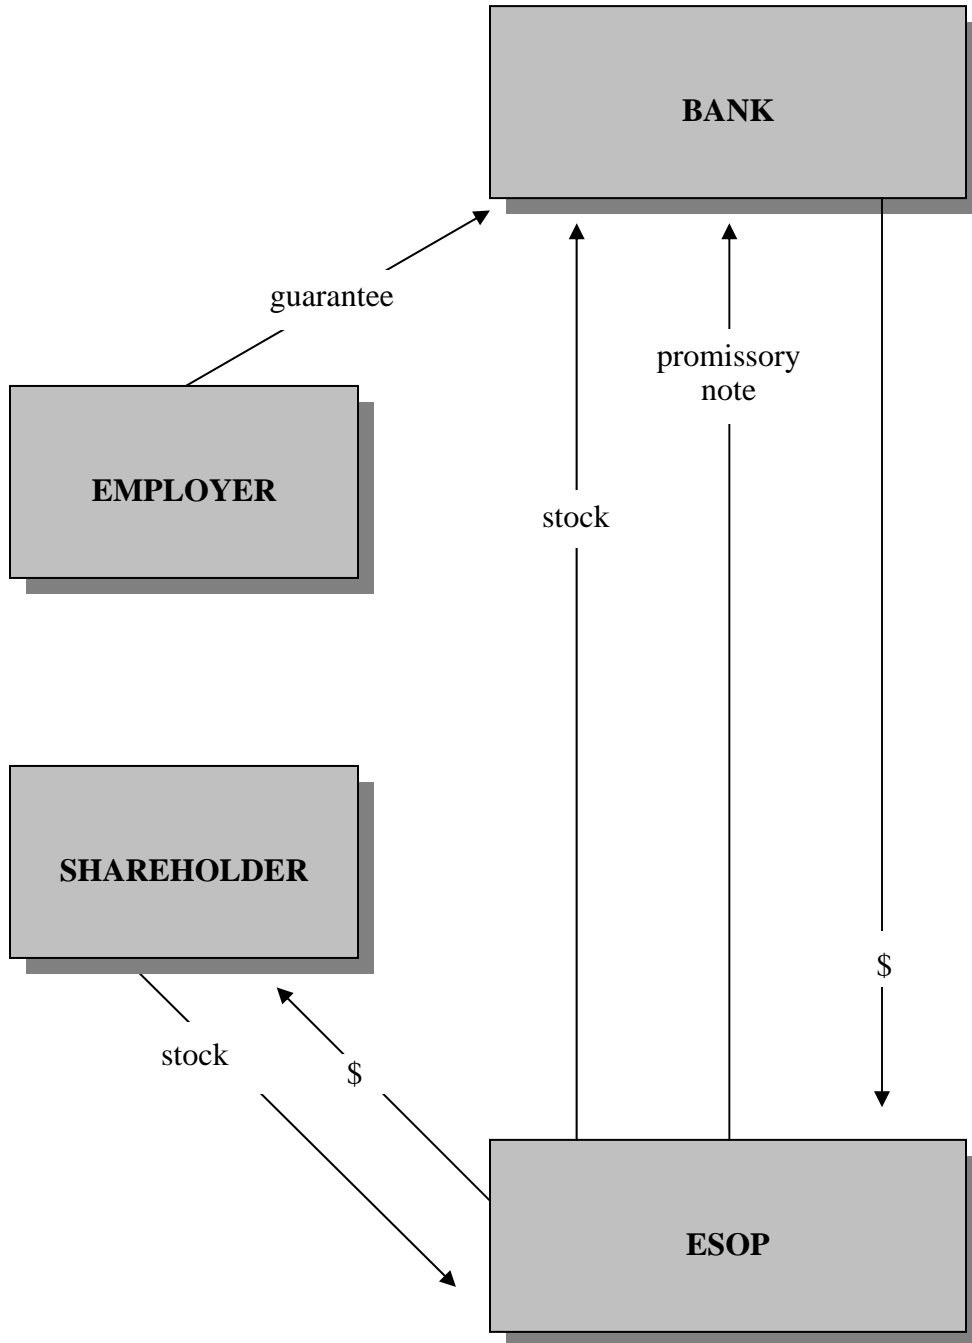 BANK
guarantee
promissory
note
EMPLOYER
stock
SHAREHOLDER
$
stock
$
ESOP